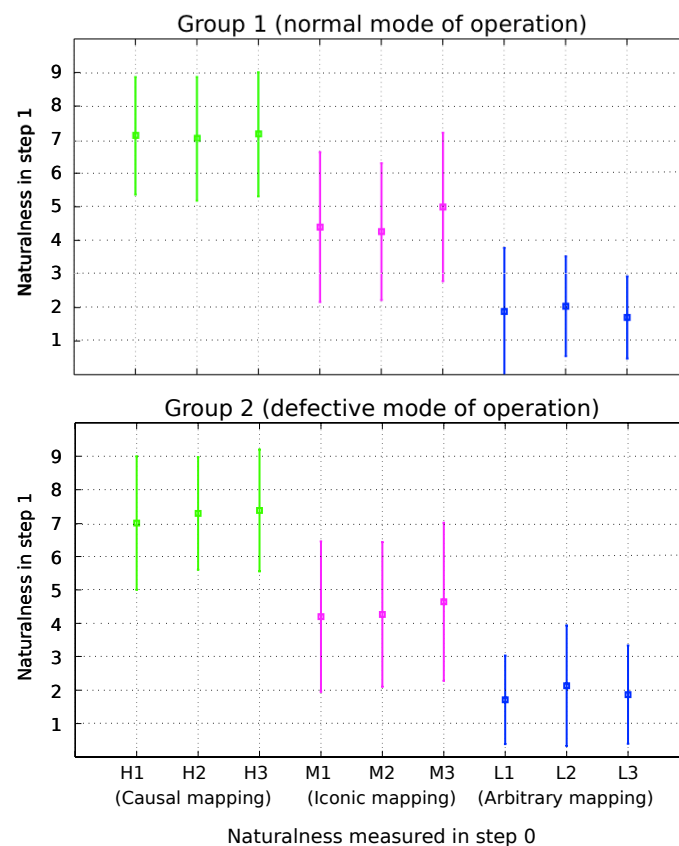 Group 1 (normal mode of operation)
Naturalness in step 1
9
8
7
6
5
4
3
2
1
Group 2 (defective mode of operation)
Naturalness in step 1
9
8
7
6
5
4
3
2
1
H1 H2 H3 M1 M2 M3 L1 L2 L3
(Causal mapping) (Iconic mapping) (Arbitrary mapping)
Naturalness measured in step 0